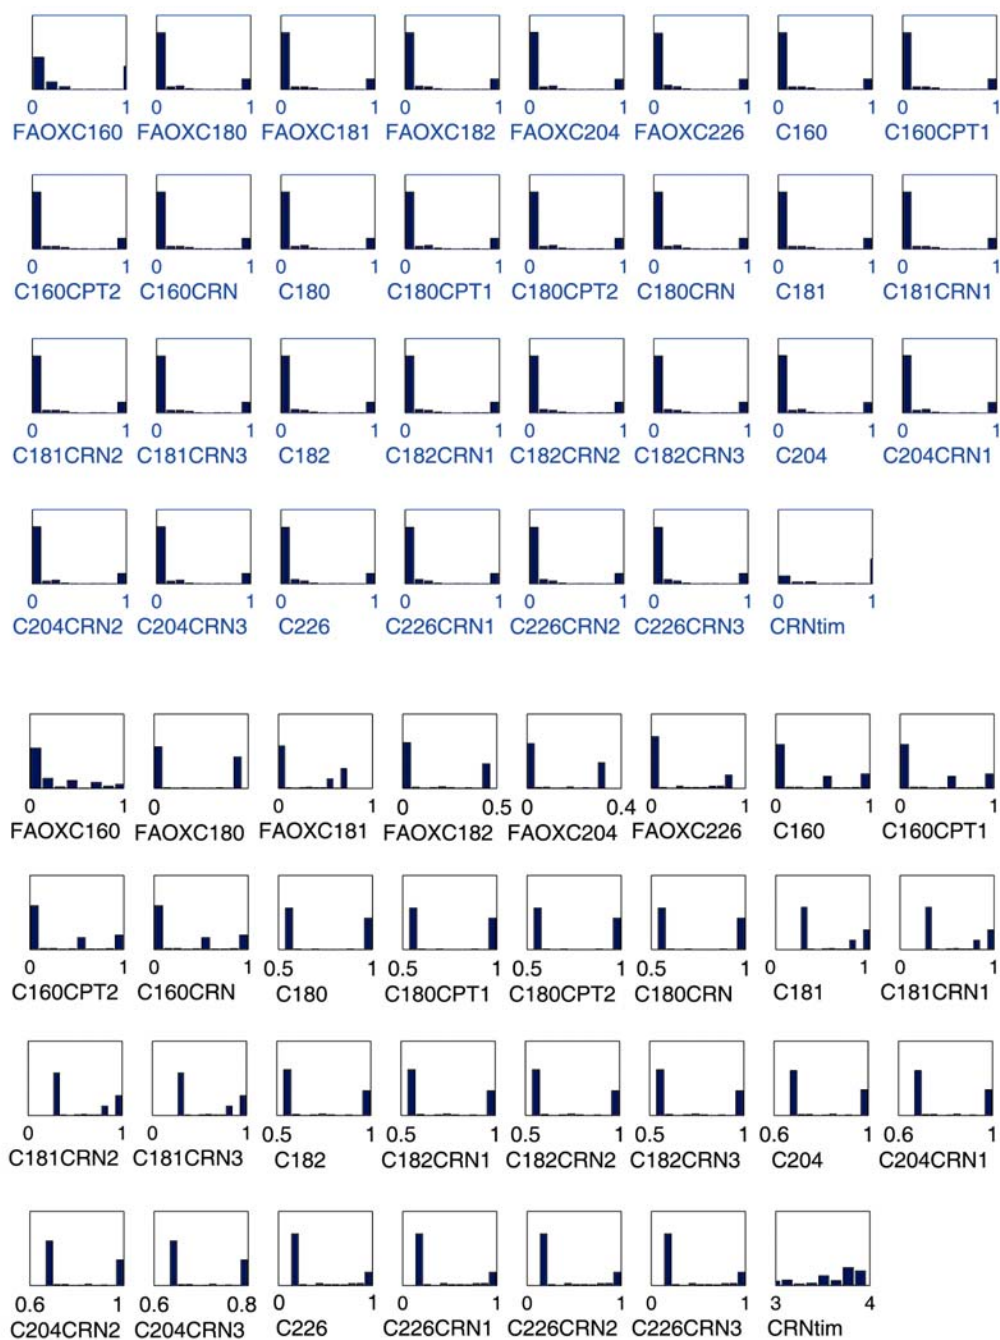 0 1 0 1 0 1 0 1 0 1 0 1 0 1 0 1
FAOXC160 FAOXC180 FAOXC181 FAOXC182 FAOXC204 FAOXC226 C160 C160CPT1
0 1 0 1 0 1 0 1 0 1 0 1 0 1 0 1
C160CPT2 C160CRN C180 C180CPT1 C180CPT2 C180CRN C181 C181CRN1
0 1 0 1 0 1 0 1 0 1 0 1 0 1 0 1
C181CRN2 C181CRN3 C182 C182CRN1 C182CRN2 C182CRN3 C204 C204CRN1
0 1 0 1 0 1 0 1 0 1 0 1 0 1
C204CRN2 C204CRN3 C226 C226CRN1 C226CRN2 C226CRN3 CRNtim
0 1 0 1 0 1 0 0.5 0 0.4 0 1 0 1 0 1
FAOXC160 FAOXC180 FAOXC181 FAOXC182 FAOXC204 FAOXC226 C160 C160CPT1
0 1 0 1 0.5 1 0.5 1 0.5 1 0.5 1 0 1 0 1
C160CPT2 C160CRN C180 C180CPT1 C180CPT2 C180CRN C181 C181CRN1
0 1 0 1 0.5 1 0.5 1 0.5 1 0.5 1 0.6 1 0.6 1
C181CRN2 C181CRN3 C182 C182CRN1 C182CRN2 C182CRN3 C204 C204CRN1
0.6 1 0.6 0.8 0 1 0 1 0 1 0 1 3 4
C204CRN2 C204CRN3 C226 C226CRN1 C226CRN2 C226CRN3 CRNtim